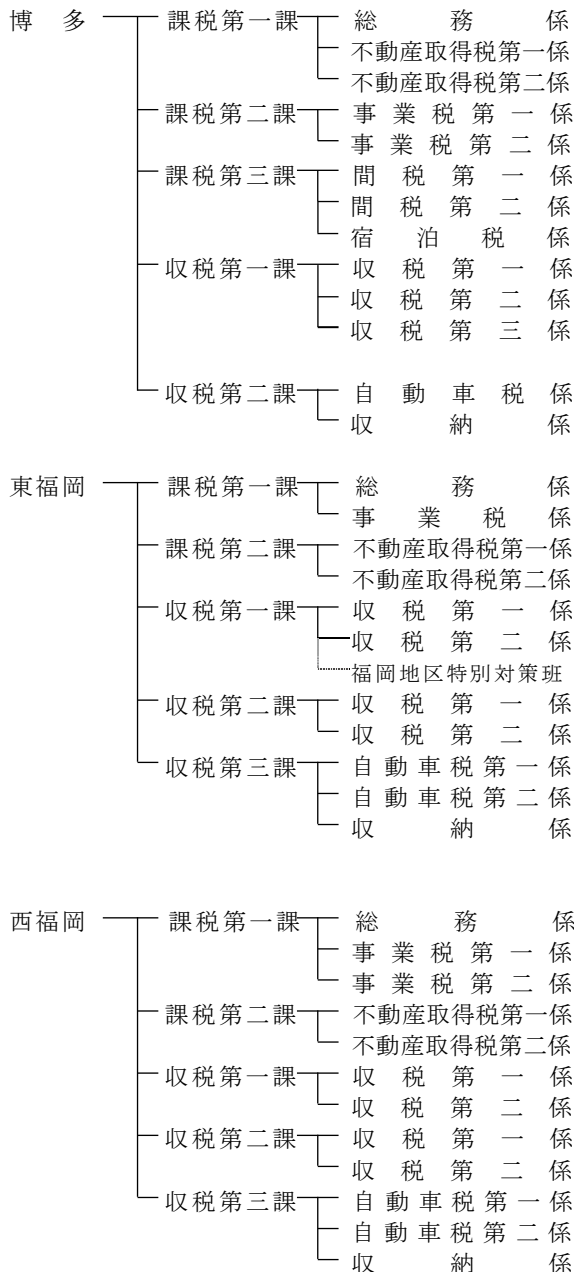 博多 課税第一課 総務係
不動産取得税第一係
不動産取得税第二係
課税第二課 事業税第一係
事業税第二係
課税第三課 間税第一係
間税第二係
宿泊税係
収税第一課 収税第一係
収税第二係
収税第三係
収税第二課 自動車税係
収納係
東福岡 課税第一課 総務係
事業税係
課税第二課 不動産取得税第一係
不動産取得税第二係
収税第一課 収税第一係
収税第二係
福岡地区特別対策班
収税第二課 収税第一係
収税第二係
収税第三課 自動車税第一係
自動車税第二係
収納係
西福岡 課税第一課 総務係
事業税第一係
事業税第二係
課税第二課 不動産取得税第一係
不動産取得税第二係
収税第一課 収税第一係
収税第二係
収税第二課 収税第一係
収税第二係
収税第三課 自動車税第一係
自動車税第二係
収納係